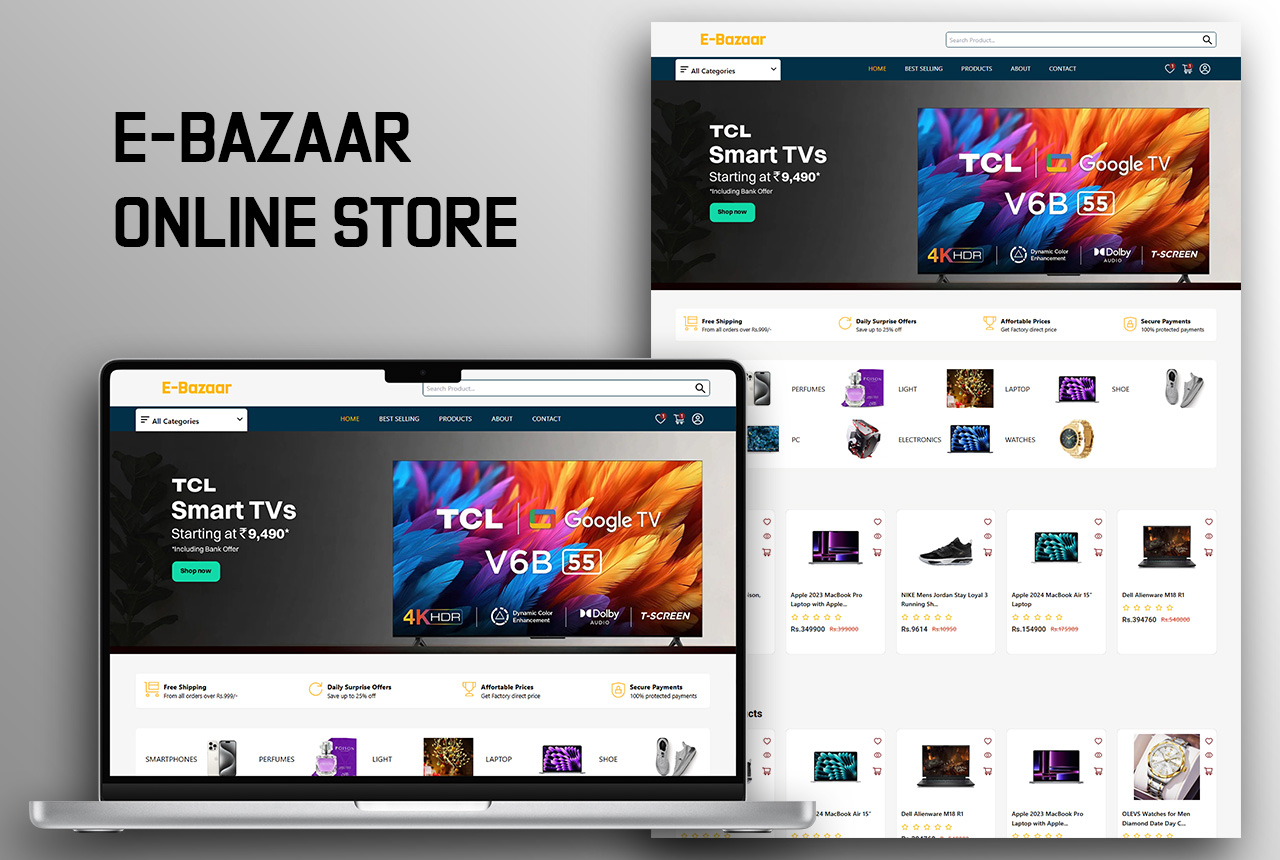 E-BAZAAR
ONLINE STORE
E-Bazaar
Search Product...
All Categories
HOME
BEST SELLING
PRODUCTS
ABOUT
CONTACT
TCL
Smart TVs
Starting at ₹9,490*
*Including Bank Offer
Shop now
TCL
Google TV
V6B 55
4K HDR
Dynamic Color
Enhancement
Dolby
AUDIO
T-SCREEN
Free Shipping
From all orders over Rs.999/-
Daily Surprise Offers
Save up to 25% off
Affortable Prices
Get Factory direct price
Secure Payments
100% protected payments
PERFUMES
LIGHT
LAPTOP
SHOE
PC
ELECTRONICS
WATCHES
Apple 2023 MacBook Pro
Laptop with Apple...
Rs.349900 Rs.399000
NIKE Mens Jordan Stay Loyal 3
Running Sh...
Rs.9614 Rs.10950
Apple 2024 MacBook Air 15"
Laptop
Rs.154900 Rs.175989
Dell Alienware M18 R1
Rs.394760 Rs.540000
cts
24 MacBook Air 15"
Dell Alienware M18 R1
Apple 2023 MacBook Pro
Laptop with Apple...
OLEVS Watches for Men
Diamond Date Day C...
E-Bazaar
Search Product...
All Categories
HOME
BEST SELLING
PRODUCTS
ABOUT
CONTACT
TCL
Smart TVs
Starting at ₹9,490*
*Including Bank Offer
Shop now
TCL
Google TV
V6B 55
4K HDR
Dynamic Color
Enhancement
Dolby
AUDIO
T-SCREEN
Free Shipping
From all orders over Rs.999/-
Daily Surprise Offers
Save up to 25% off
Affortable Prices
Get Factory direct price
Secure Payments
100% protected payments
SMARTPHONES
PERFUMES
LIGHT
LAPTOP
SHOE